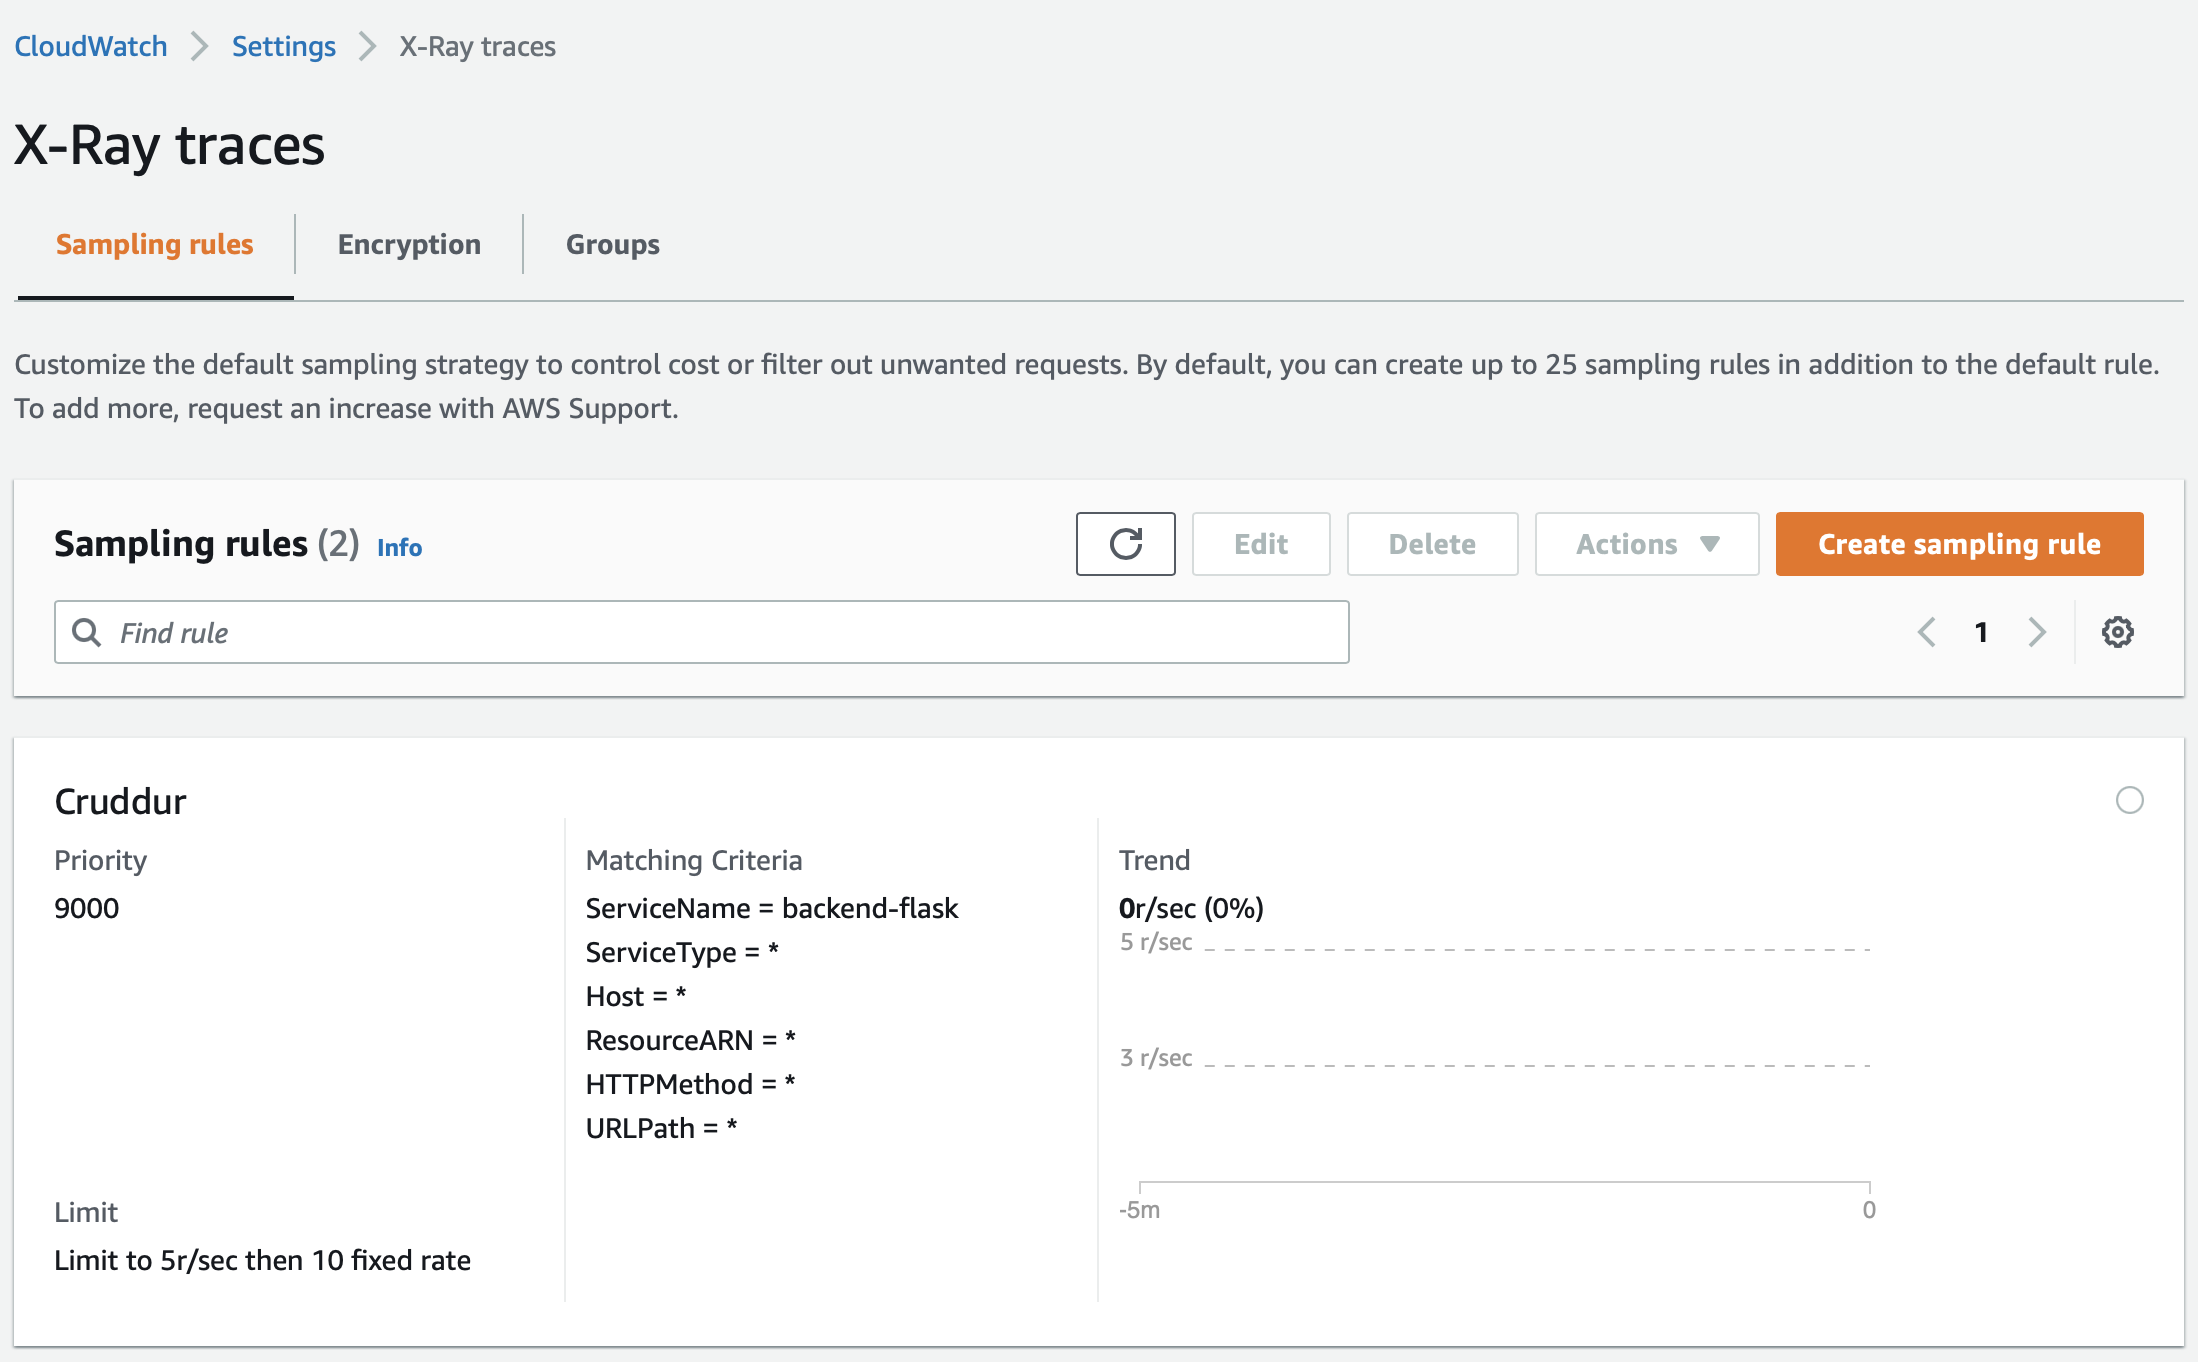 CloudWatch > Settings > X-Ray traces
X-Ray traces
Sampling rules Encryption Groups
Customize the default sampling strategy to control cost or filter out unwanted requests. By default, you can create up to 25 sampling rules in addition to the default rule.
To add more, request an increase with AWS Support.
Sampling rules (2) Info Edit Delete Actions Create sampling rule
Find rule 1
Cruddur
Priority
9000
Limit
Limit to 5r/sec then 10 fixed rate
Matching Criteria
ServiceName = backend-flask
ServiceType = *
Host = *
ResourceARN = *
HTTPMethod = *
URLPath = *
Trend
0r/sec (0%)
5 r/sec
3 r/sec
-5m 0